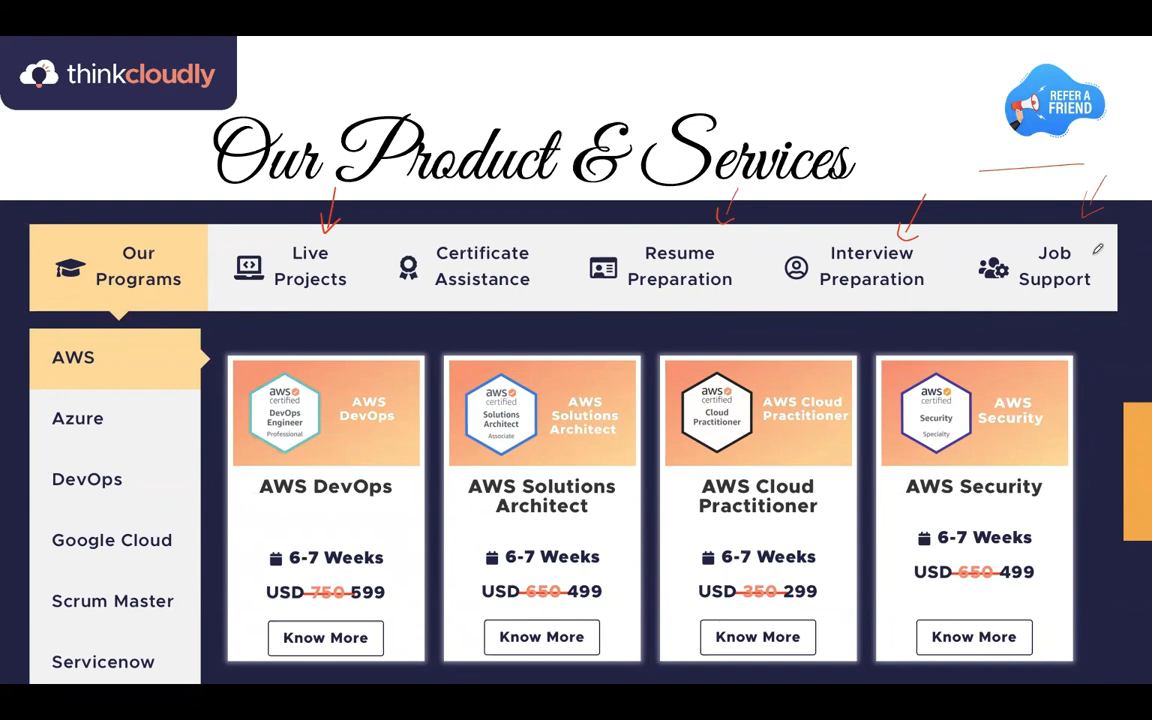 thinkcloudly
REFER A
FRIEND
Our Product & Services
Our
Programs
Live
Projects
Certificate
Assistance
Resume
Preparation
Interview
Preparation
Job
Support
AWS
Azure
DevOps
Google Cloud
Scrum Master
Servicenow
aws
certified
DevOps
Engineer
Professional
AWS
DevOps
AWS DevOps
6-7 Weeks
USD 750 599
Know More
aws
certified
Solutions
Architect
Associate
AWS
Solutions
Architect
AWS Solutions
Architect
6-7 Weeks
USD 650 499
Know More
aws
certified
Cloud
Practitioner
AWS Cloud
Practitioner
AWS Cloud
Practitioner
6-7 Weeks
USD 350 299
Know More
aws
certified
Security
Specialty
AWS
Security
AWS Security
6-7 Weeks
USD 650 499
Know More